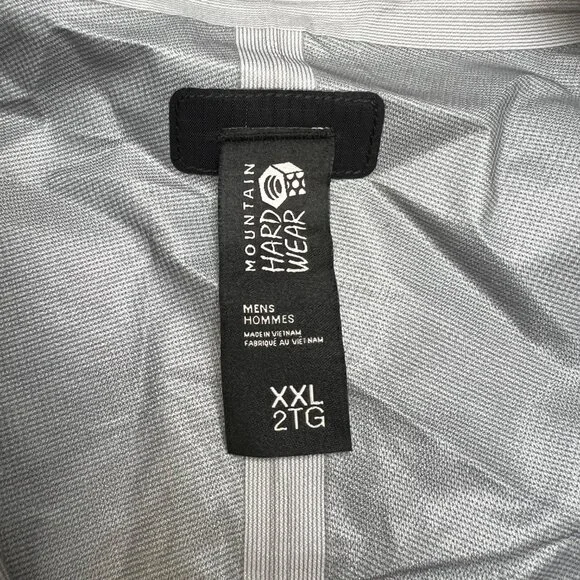 MOUNTAIN
HARD
WEAR
MENS
HOMMES
MADE IN VIETNAM
FABRIQUÉ AU VIETNAM
XXL
2TG